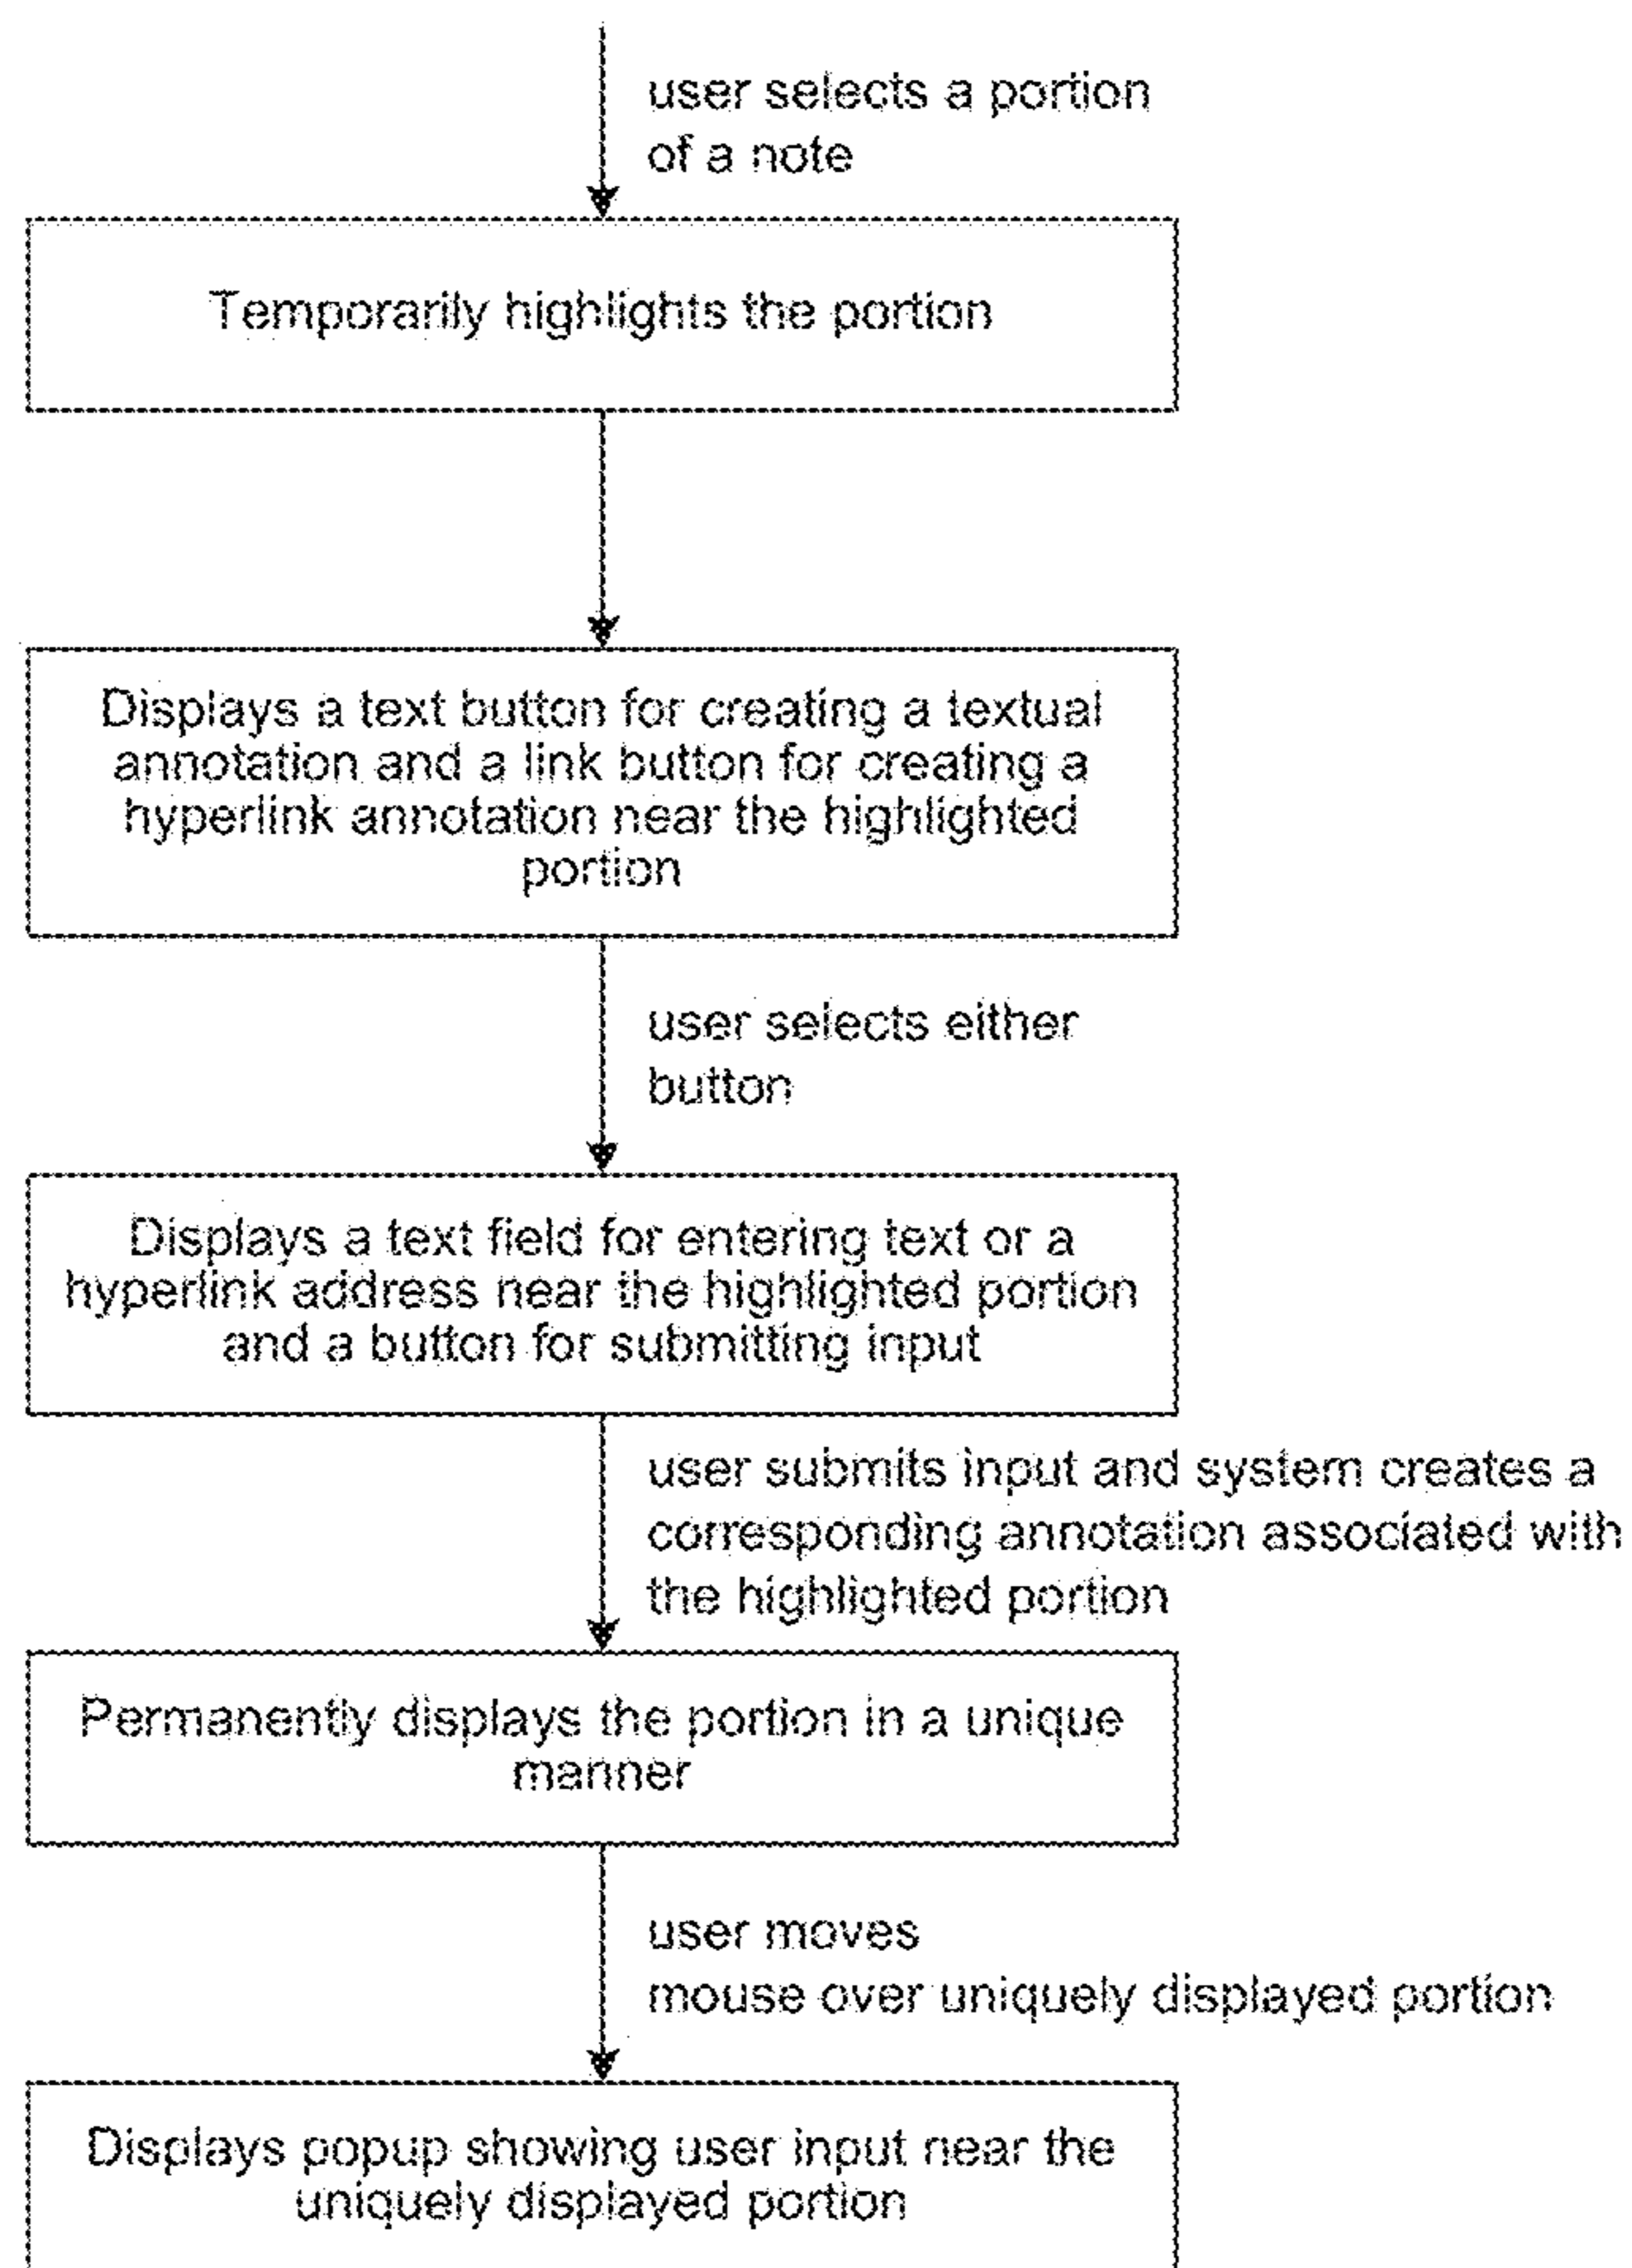 user selects a portion
of a note
Temporarily highlights the portion
Displays a text button for creating a textual
annotation and a link button for creating a
hyperlink annotation near the highlighted
portion
user selects either
button
Displays a text field for entering text or a
hyperlink address near the highlighted portion
and a button for submitting input
user submits input and system creates a
corresponding annotation associated with
the highlighted portion
Permanently displays the portion in a unique
manner
user moves
mouse over uniquely displayed portion
Displays popup showing user input near the
uniquely displayed portion